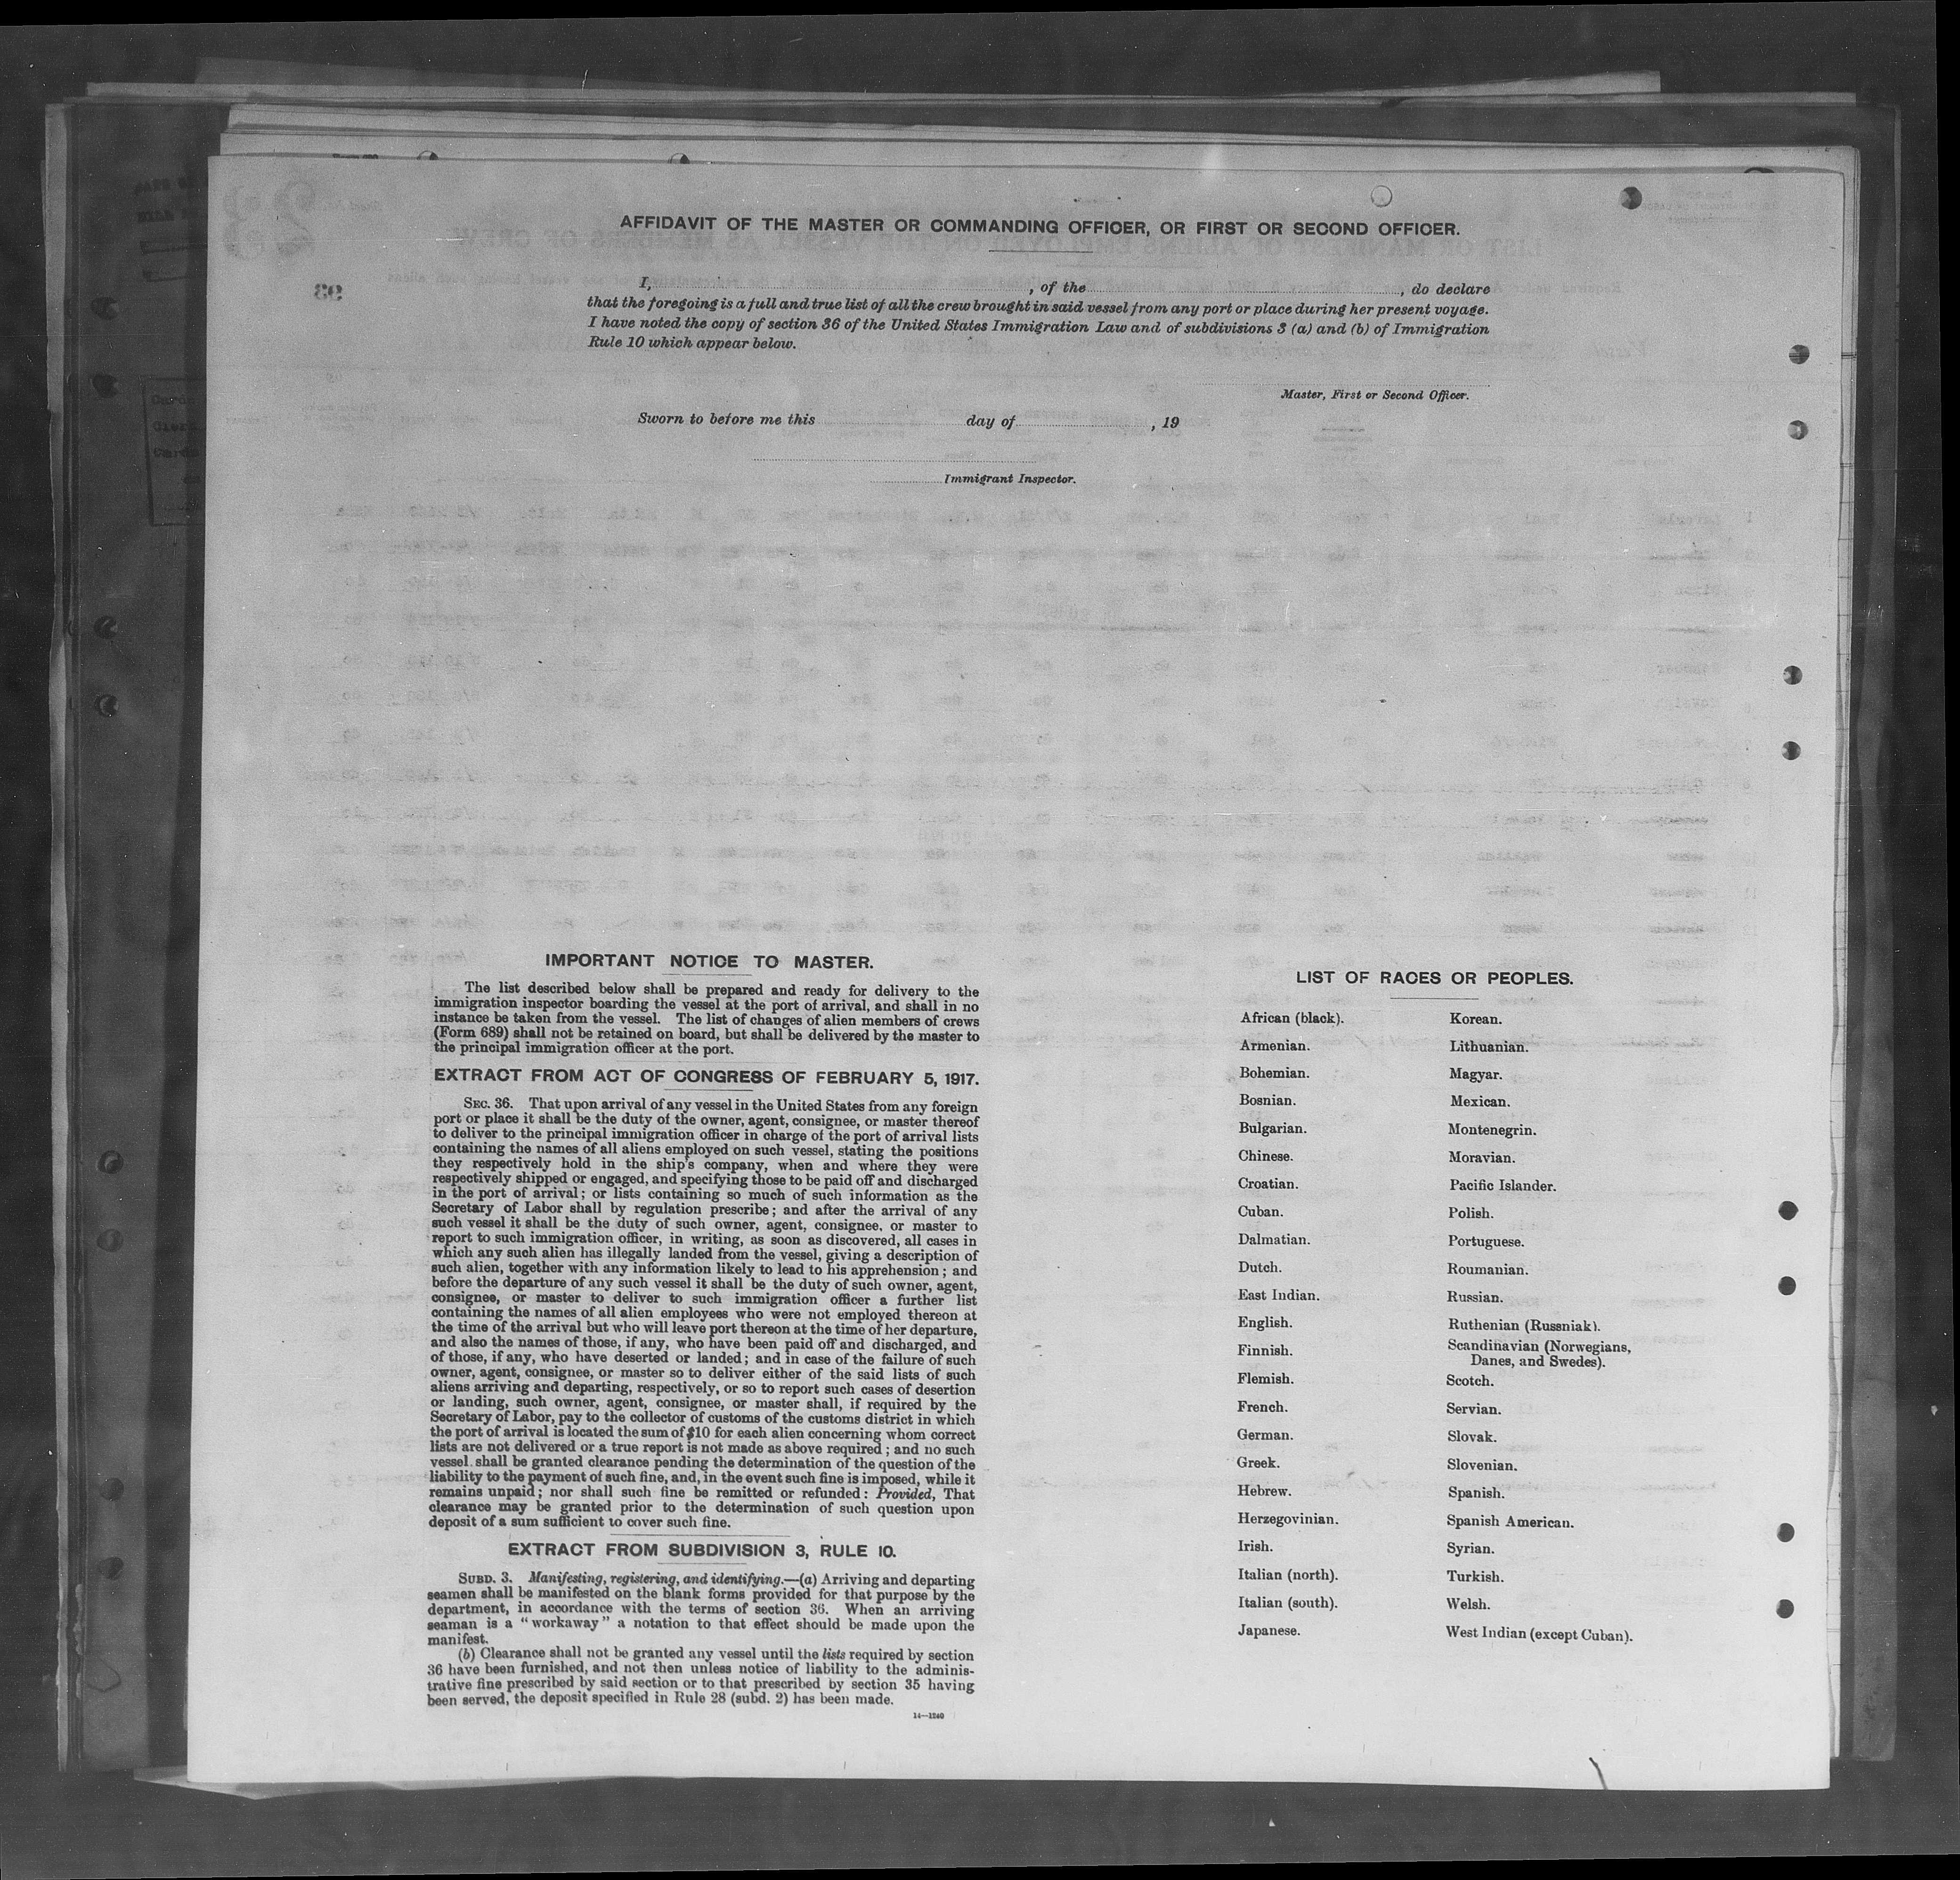 AFFIDAVIT OF THE MASTER OR COMMANDING OFFICER, OR FIRST OR SECOND OFFICER.
I, , of the , do declare
that the foregoing is a full and true list of all the crew brought in said vessel from any port or place during her present voyage.
I have noted the copy of section 36 of the United States Immigration Law and of subdivisions 3 (a) and (b) of Immigration
Rule 10 which appear below.
Master, First or Second Officer.
Sworn to before me this day of , 19
Immigrant Inspector.
IMPORTANT NOTICE TO MASTER.
The list described below shall be prepared and ready for delivery to the
immigration inspector boarding the vessel at the port of arrival, and shall in no
instance be taken from the vessel. The list of changes of alien members of crews
(Form 689) shall not be retained on board, but shall be delivered by the master to
the principal immigration officer at the port.
EXTRACT FROM ACT OF CONGRESS OF FEBRUARY 5, 1917.
SEC. 36. That upon arrival of any vessel in the United States from any foreign
port or place it shall be the duty of the owner, agent, consignee, or master thereof
to deliver to the principal immigration officer in charge of the port of arrival lists
containing the names of all aliens employed on such vessel, stating the positions
they respectively hold in the ship's company, when and where they were
respectively shipped or engaged, and specifying those to be paid off and discharged
in the port of arrival; or lists containing so much of such information as the
Secretary of Labor shall by regulation prescribe; and after the arrival of any
such vessel it shall be the duty of such owner, agent, consignee, or master to
report to such immigration officer, in writing, as soon as discovered, all cases in
which any such alien has illegally landed from the vessel, giving a description of
such alien, together with any information likely to lead to his apprehension; and
before the departure of any such vessel it shall be the duty of such owner, agent,
consignee, or master to deliver to such immigration officer a further list
containing the names of all alien employees who were not employed thereon at
the time of the arrival but who will leave port thereon at the time of her departure,
and also the names of those, if any, who have been paid off and discharged, and
of those, if any, who have deserted or landed; and in case of the failure of such
owner, agent, consignee, or master so to deliver either of the said lists of such
aliens arriving and departing, respectively, or so to report such cases of desertion
or landing, such owner, agent, consignee, or master shall, if required by the
Secretary of Labor, pay to the collector of customs of the customs district in which
the port of arrival is located the sum of $10 for each alien concerning whom correct
lists are not delivered or a true report is not made as above required; and no such
vessel shall be granted clearance pending the determination of the question of the
liability to the payment of such fine, and, in the event such fine is imposed, while it
remains unpaid; nor shall such fine be remitted or refunded: Provided, That
clearance may be granted prior to the determination of such question upon
deposit of a sum sufficient to cover such fine.
EXTRACT FROM SUBDIVISION 3, RULE 10.
SUBD. 3. Manifesting, registering, and identifying.—(a) Arriving and departing
seamen shall be manifested on the blank forms provided for that purpose by the
department, in accordance with the terms of section 36. When an arriving
seaman is a "workaway" a notation to that effect should be made upon the
manifest.
(b) Clearance shall not be granted any vessel until the lists required by section
36 have been furnished, and not then unless notice of liability to the adminis-
trative fine prescribed by said section or to that prescribed by section 35 having
been served, the deposit specified in Rule 28 (subd. 2) has been made.
14—1240
LIST OF RACES OR PEOPLES.
African (black).
Armenian.
Bohemian.
Bosnian.
Bulgarian.
Chinese.
Croatian.
Cuban.
Dalmatian.
Dutch.
East Indian.
English.
Finnish.
Flemish.
French.
German.
Greek.
Hebrew.
Herzegovinian.
Irish.
Italian (north).
Italian (south).
Japanese.
Korean.
Lithuanian.
Magyar.
Mexican.
Montenegrin.
Moravian.
Pacific Islander.
Polish.
Portuguese.
Roumanian.
Russian.
Ruthenian (Russniak).
Scandinavian (Norwegians,
Danes, and Swedes).
Scotch.
Servian.
Slovak.
Slovenian.
Spanish.
Spanish American.
Syrian.
Turkish.
Welsh.
West Indian (except Cuban).